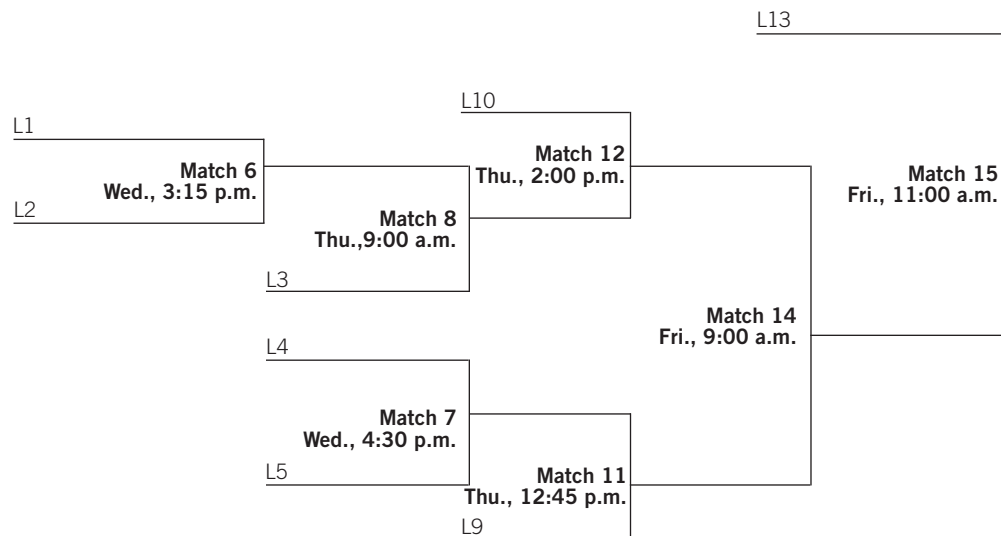 L13
L10
L1
Match 12
Thu., 2:00 p.m.
Match 6
Wed., 3:15 p.m.
Match 15
Fri., 11:00 a.m.
L2
Match 8
Thu.,9:00 a.m.
L3
Match 14
Fri., 9:00 a.m.
L4
Match 7
Wed., 4:30 p.m.
L5
Match 11
Thu., 12:45 p.m.
L9